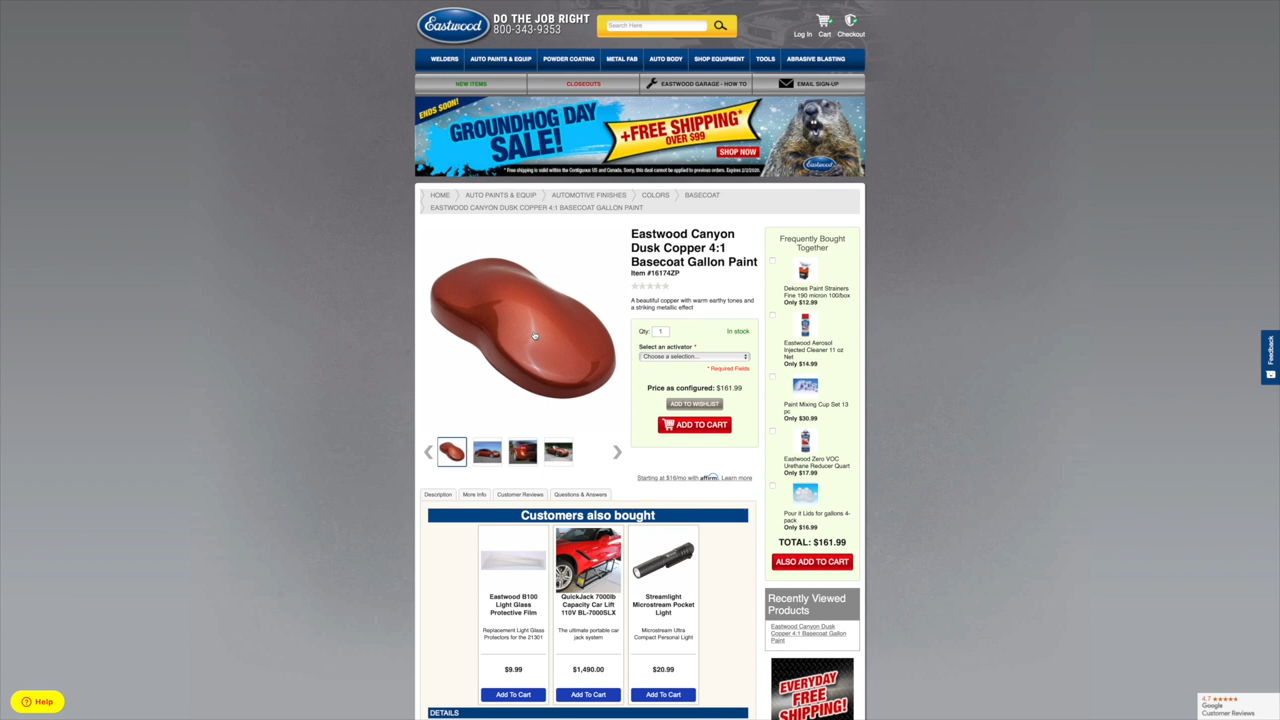 Eastwood
DO THE JOB RIGHT
800-343-9353
Search Here
Log In
Cart
Checkout
WELDERS
AUTO PAINTS & EQUIP
POWDER COATING
METAL FAB
AUTO BODY
SHOP EQUIPMENT
TOOLS
ABRASIVE BLASTING
NEW ITEMS
CLOSEOUTS
EASTWOOD GARAGE - HOW TO
EMAIL SIGN-UP
ENDS SOON!
GROUNDHOG DAY
SALE!
+FREE SHIPPING*
OVER $99
SHOP NOW
Eastwood
* Free shipping is valid within the Contiguous US and Canada. Sorry, this deal cannot be applied to previous orders. Expires 2/2/2020.
HOME
AUTO PAINTS & EQUIP
AUTOMOTIVE FINISHES
COLORS
BASECOAT
EASTWOOD CANYON DUSK COPPER 4:1 BASECOAT GALLON PAINT
Eastwood Canyon
Dusk Copper 4:1
Basecoat Gallon Paint
Item #16174ZP
A beautiful copper with warm earthy tones and
a striking metallic effect
Qty: 1
In stock
Select an activator *
Choose a selection...
* Required Fields
Price as configured: $161.99
ADD TO WISHLIST
ADD TO CART
Starting at $16/mo with affirm. Learn more
Frequently Bought
Together
Dekones Paint Strainers
Fine 190 micron 100/box
Only $12.99
Eastwood Aerosol
Injected Cleaner 11 oz
Net
Only $14.99
Paint Mixing Cup Set 13
pc
Only $30.99
Eastwood Zero VOC
Urethane Reducer Quart
Only $17.99
Pour it Lids for gallons 4-
pack
Only $16.99
TOTAL: $161.99
ALSO ADD TO CART
Recently Viewed
Products
Eastwood Canyon Dusk
Copper 4:1 Basecoat Gallon
Paint
EVERYDAY
FREE
SHIPPING!
Description
More Info
Customer Reviews
Questions & Answers
Customers also bought
Eastwood B100
Light Glass
Protective Film
Replacement Light Glass
Protectors for the 21301
$9.99
Add To Cart
QuickJack 7000lb
Capacity Car Lift
110V BL-7000SLX
The ultimate portable car
jack system
$1,490.00
Add To Cart
Streamlight
Microstream Pocket
Light
Microstream Ultra
Compact Personal Light
$20.99
Add To Cart
DETAILS
Help
4.7
Google
Customer Reviews